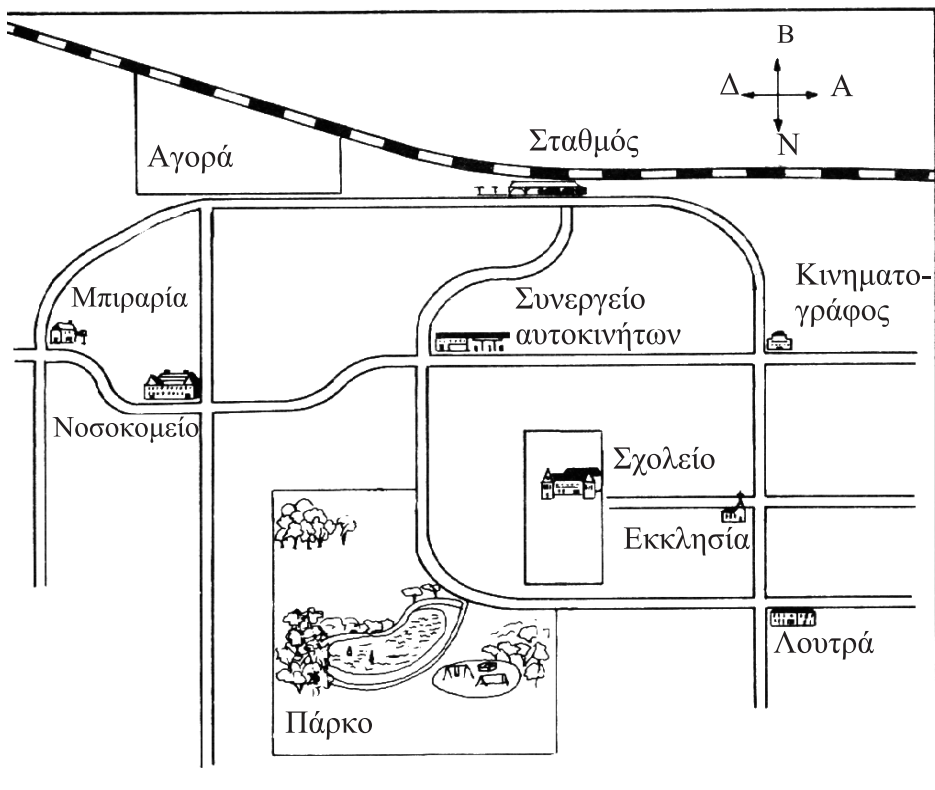 Β
Δ Α
Ν
Σταθμός
Αγορά
Κινηματο-
γράφος
Μπιραρία
Συνεργείο
αυτοκινήτων
Νοσοκομείο
Σχολείο
Εκκλησία
Λουτρά
Πάρκο